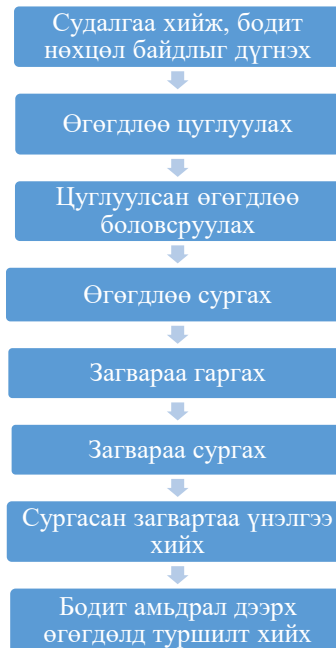 Судалгаа хийж, бодит
нөхцөл байдлыг дүгнэх
Өгөгдлөө цуглуулах
Цуглуулсан өгөгдлөө
боловсруулах
Өгөгдлөө сургах
Загвараа гаргах
Загвараа сургах
Сургасан загвартаа үнэлгээ
хийх
Бодит амьдрал дээрх
өгөгдөлд туршилт хийх